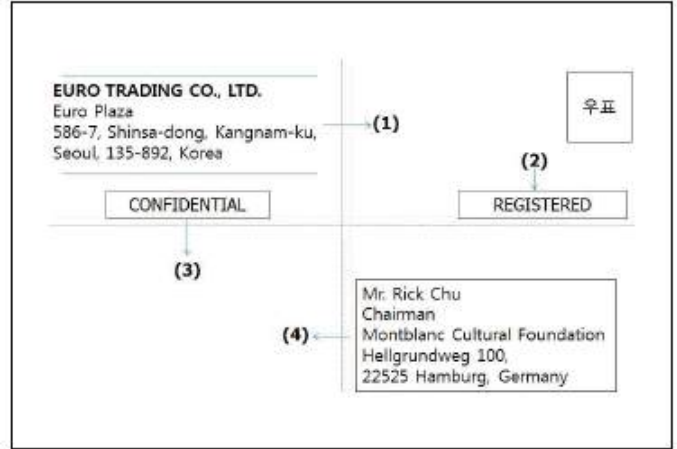 EURO TRADING CO., LTD.
Euro Plaza
586-7, Shinsa-dong, Kangnam-ku,
Seoul, 135-892, Korea
(1)
우표
(2)
CONFIDENTIAL
REGISTERED
(3)
(4)
Mr. Rick Chu
Chairman
Montblanc Cultural Foundation
Hellgrundweg 100,
22525 Hamburg, Germany